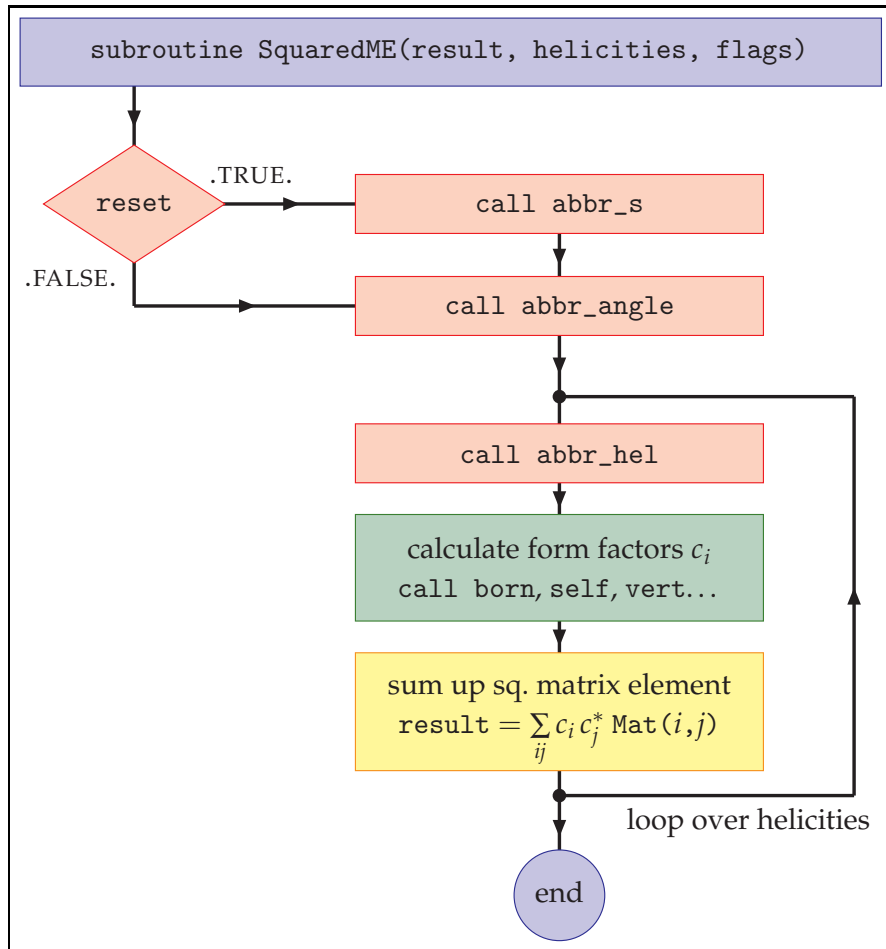 subroutine SquaredME(result, helicities, flags)
.TRUE.
reset
call abbr_s
.FALSE.
call abbr_angle
call abbr_hel
calculate form factors c_i
call born, self, vert...
sum up sq. matrix element
result = ∑_{ij} c_i c_j^* Mat(i,j)
loop over helicities
end